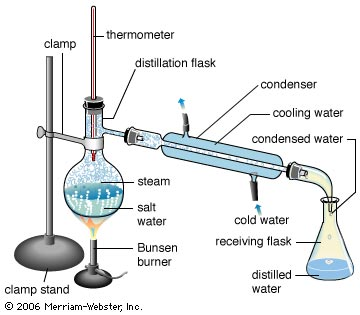 thermometer
clamp
distillation flask
condenser
cooling water
condensed water
steam
salt
water
cold water
Bunsen
burner
receiving flask
clamp stand
distilled
water
© 2006 Merriam-Webster, Inc.